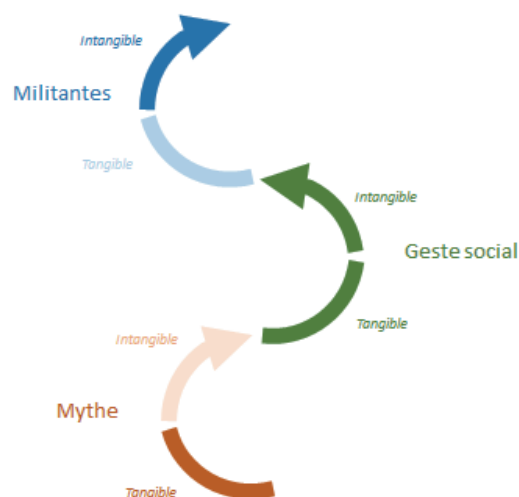 Intangible
Militantes
Tangible
Intangible
Geste social
Tangible
Intangible
Mythe
Tangible